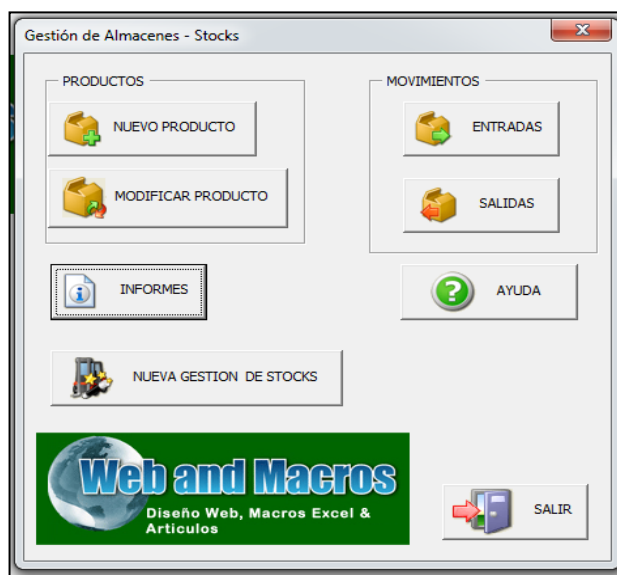 Gestión de Almacenes - Stocks
PRODUCTOS
NUEVO PRODUCTO
MODIFICAR PRODUCTO
MOVIMIENTOS
ENTRADAS
SALIDAS
INFORMES
AYUDA
NUEVA GESTION DE STOCKS
Web and Macros
Diseño Web, Macros Excel &
Articulos
SALIR